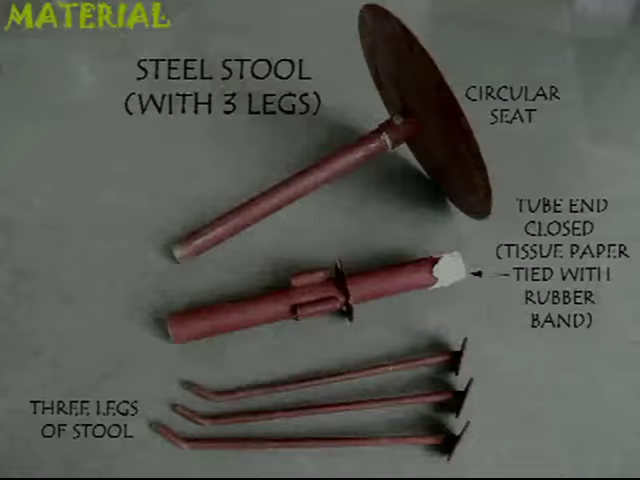 MATERIAL
STEEL STOOL
(WITH 3 LEGS)
CIRCULAR
SEAT
TUBE END
CLOSED
(TISSUE PAPER
TIED WITH
RUBBER
BAND)
THREE LEGS
OF STOOL